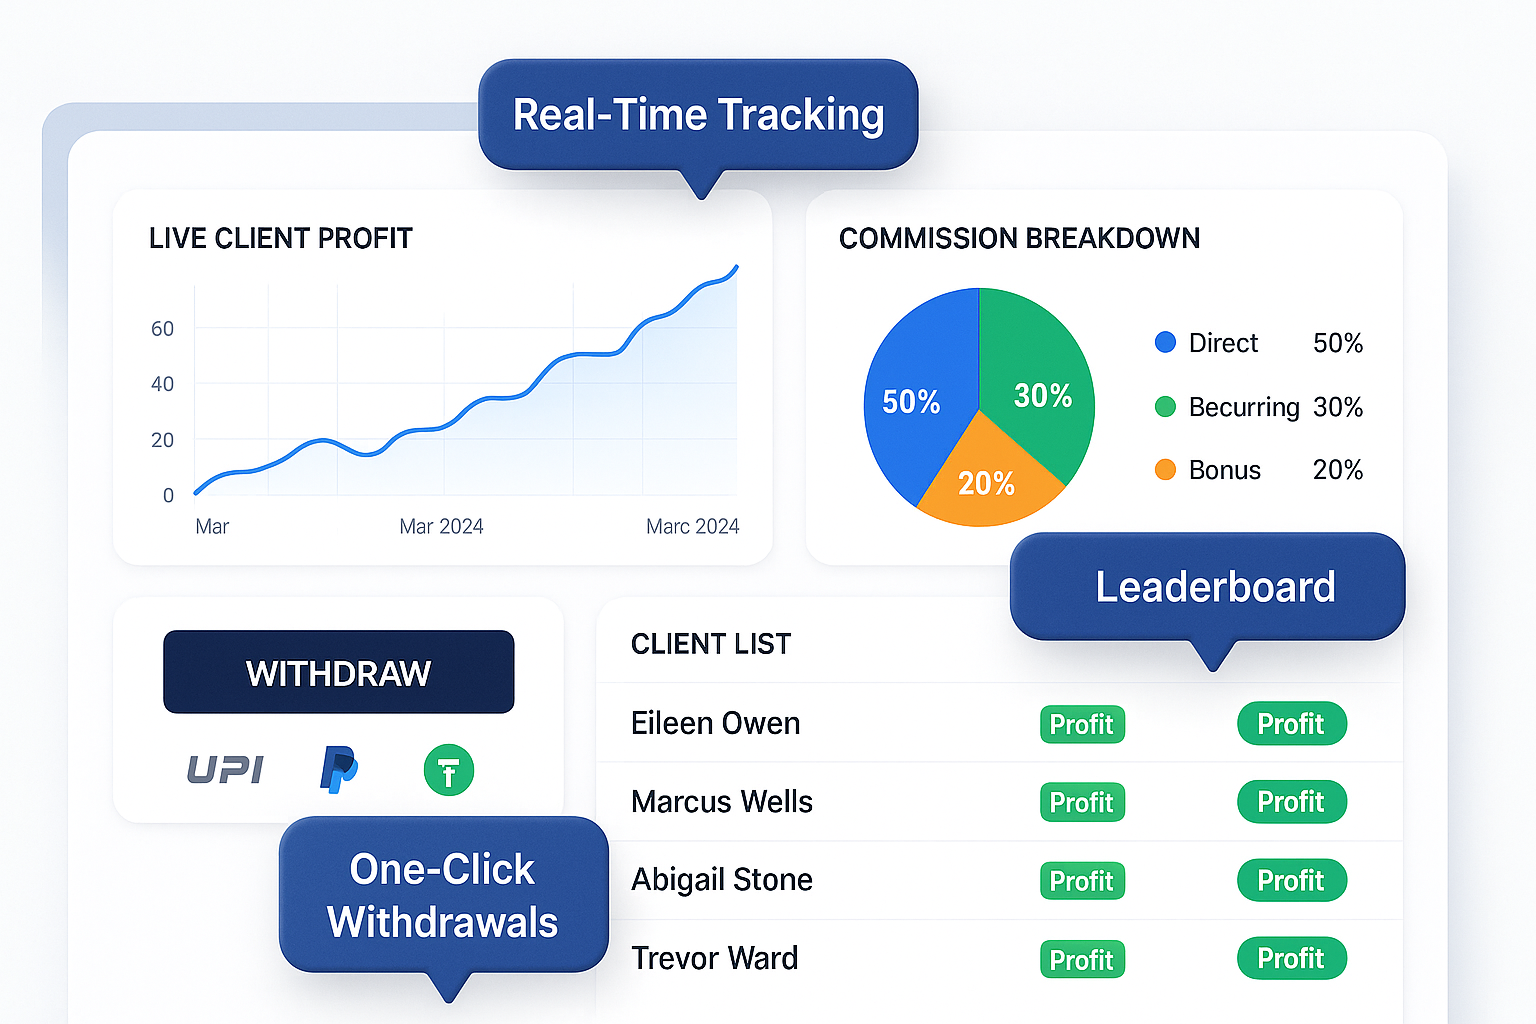 Real-Time Tracking
LIVE CLIENT PROFIT
60
40
20
0
Mar
Mar 2024
Marc 2024
COMMISSION BREAKDOWN
50%
30%
20%
Direct 50%
Becurring 30%
Bonus 20%
Leaderboard
WITHDRAW
UPI
One-Click
Withdrawals
CLIENT LIST
Eileen Owen Profit Profit
Marcus Wells Profit Profit
Abigail Stone Profit Profit
Trevor Ward Profit Profit